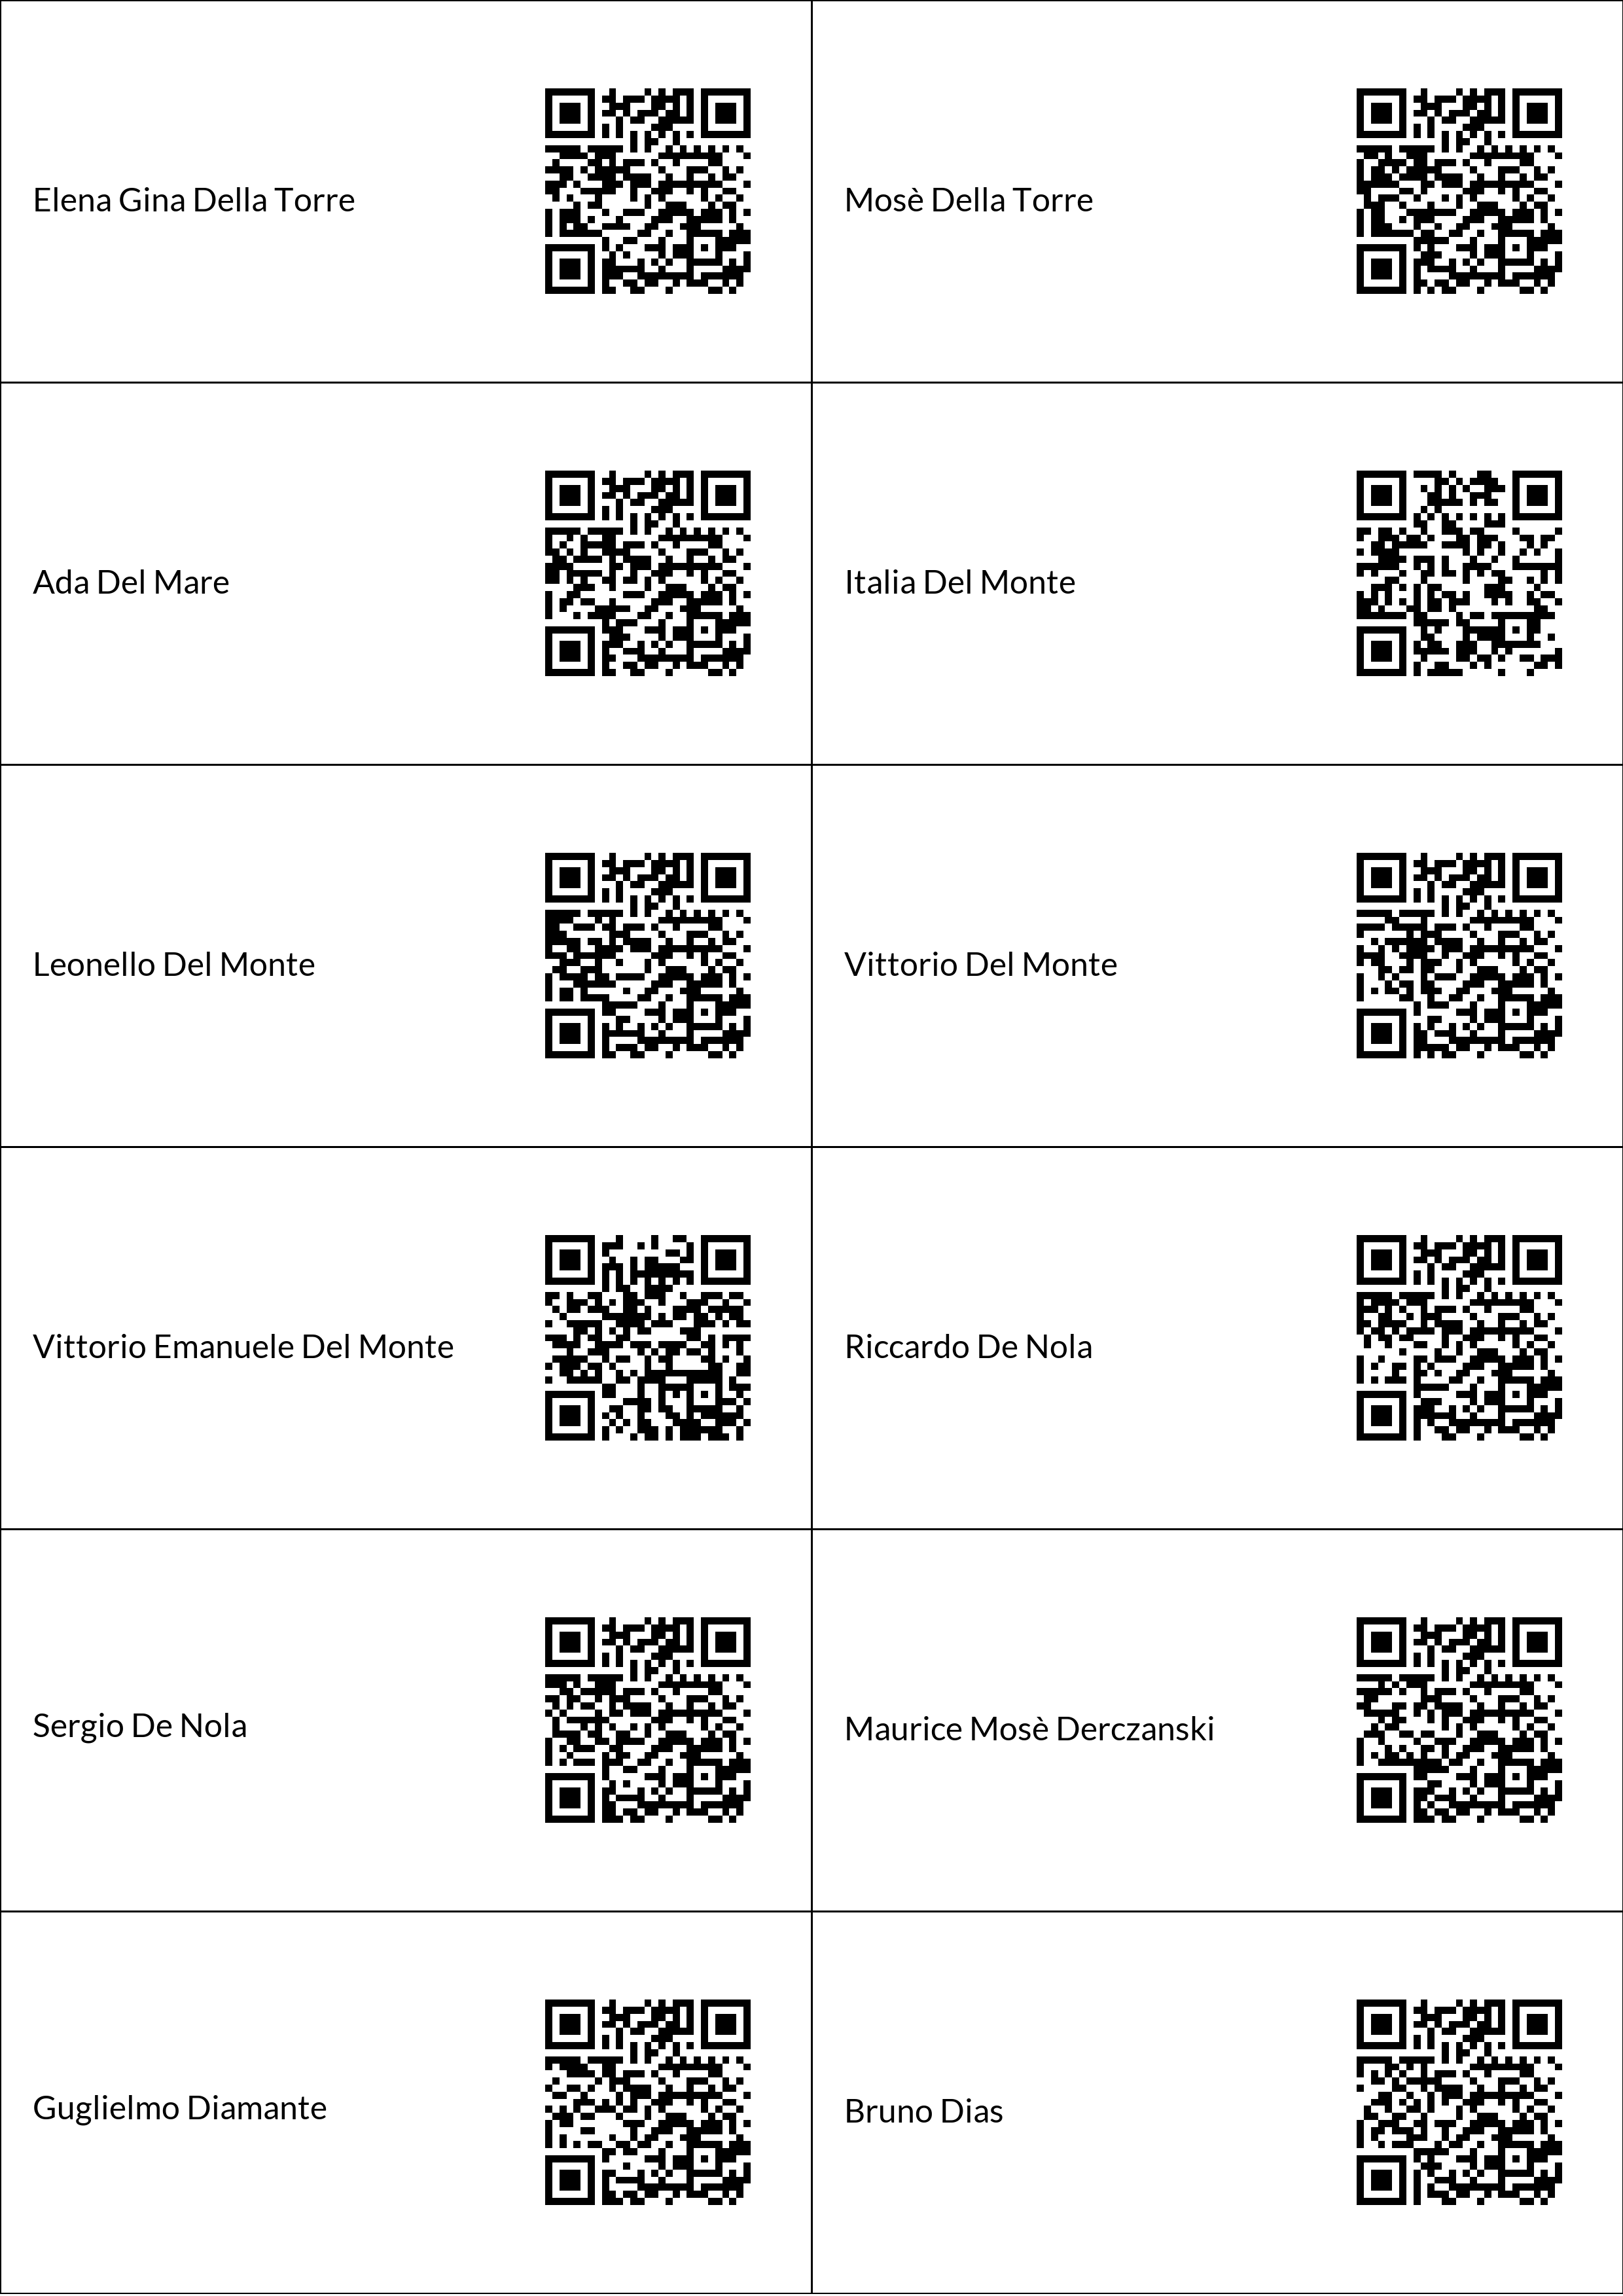 Elena Gina Della Torre
Mosè Della Torre
Ada Del Mare
Italia Del Monte
Leonello Del Monte
Vittorio Del Monte
Vittorio Emanuele Del Monte
Riccardo De Nola
Sergio De Nola
Maurice Mosè Derczanski
Guglielmo Diamante
Bruno Dias